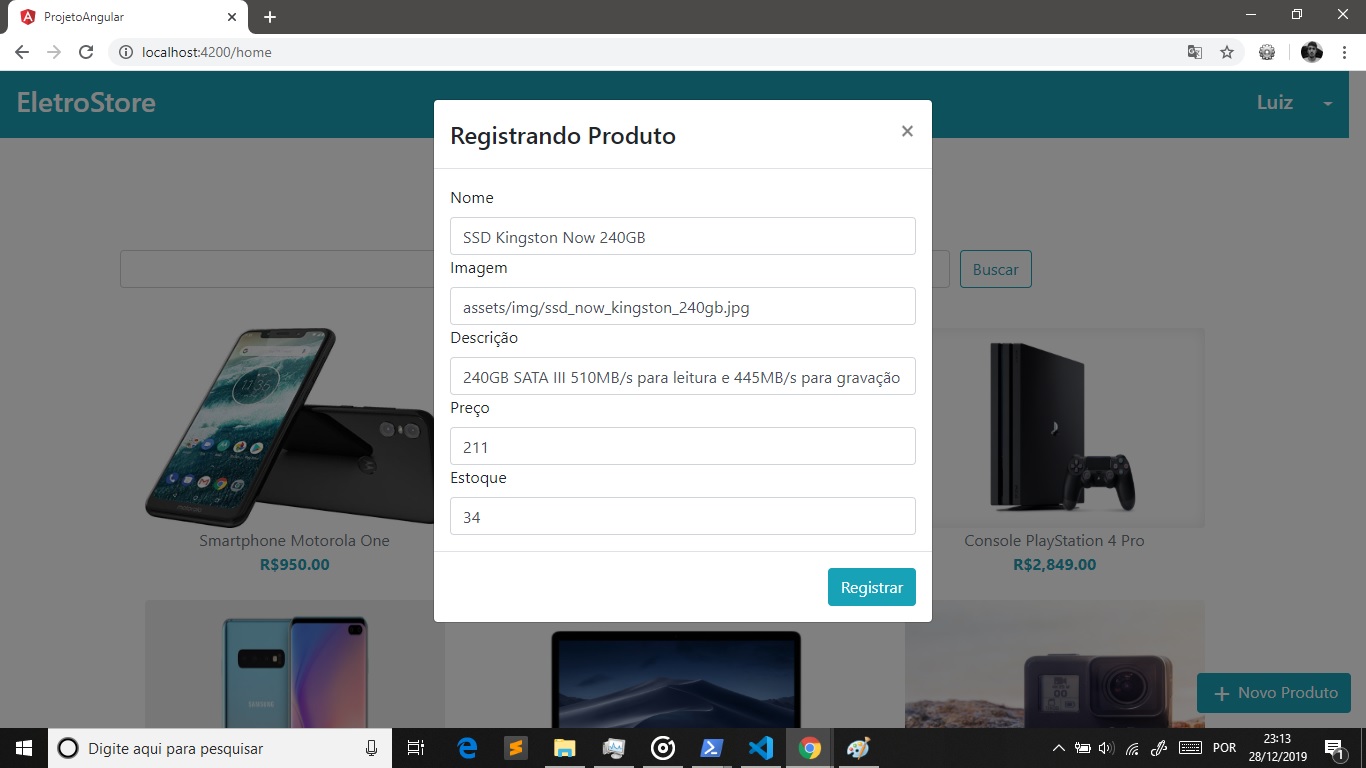 ProjetoAngular
localhost:4200/home
EletroStore
Luiz
Registrando Produto
Nome
SSD Kingston Now 240GB
Imagem
assets/img/ssd_now_kingston_240gb.jpg
Descrição
240GB SATA III 510MB/s para leitura e 445MB/s para gravação
Preço
211
Estoque
34
Registrar
Buscar
Smartphone Motorola One
R$950.00
Console PlayStation 4 Pro
R$2,849.00
SAMSUNG
Novo Produto
Digite aqui para pesquisar
POR
23:13
28/12/2019
1